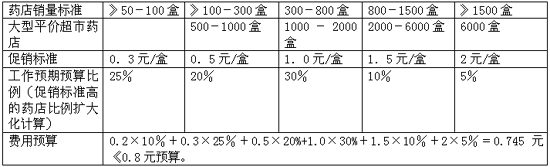 药店销量标准 ≥50-100盒 ≥100-300盒 300-800盒 800-1500盒 ≥1500盒
大型平价超市药店 500-1000盒 1000-2000盒 2000-6000盒 6000盒
促销标准 0.3元/盒 0.5元/盒 1.0元/盒 1.5元/盒 2元/盒
工作预期预算比例（促销标准高的药店比例扩大化计算） 25% 20% 30% 10% 5%
费用预算 0.2×10%+0.3×25%+0.5×20%+1.0×30%+1.5×10%+2×5%=0.745元
《0.8元预算。